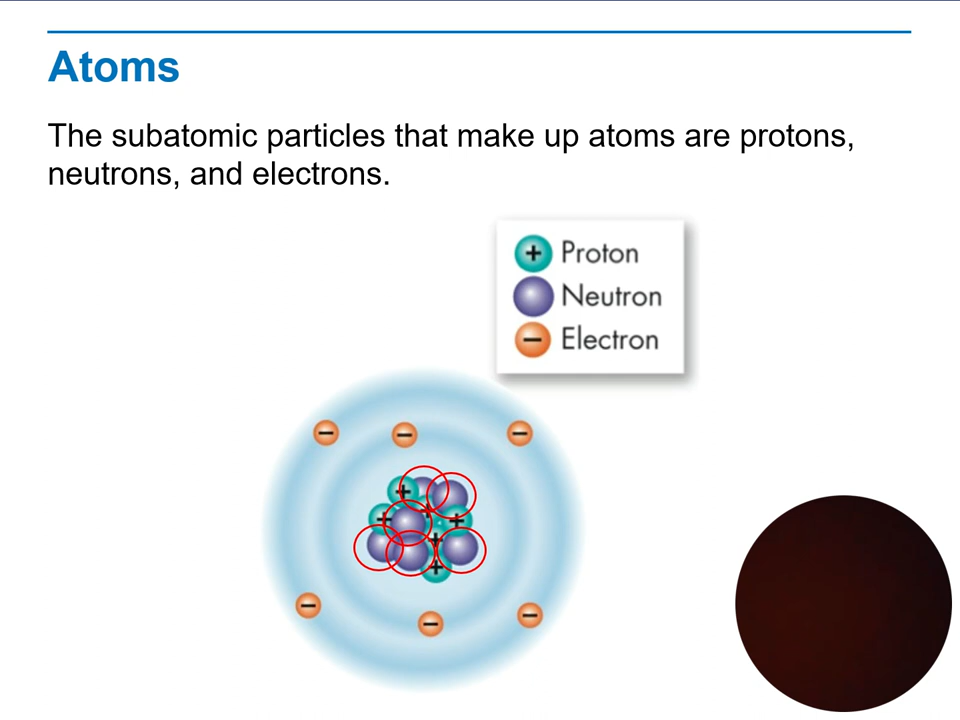 Atoms
The subatomic particles that make up atoms are protons,
neutrons, and electrons.
+ Proton
Neutron
− Electron
− − −
+
+
+
+
+
+
−
−
−